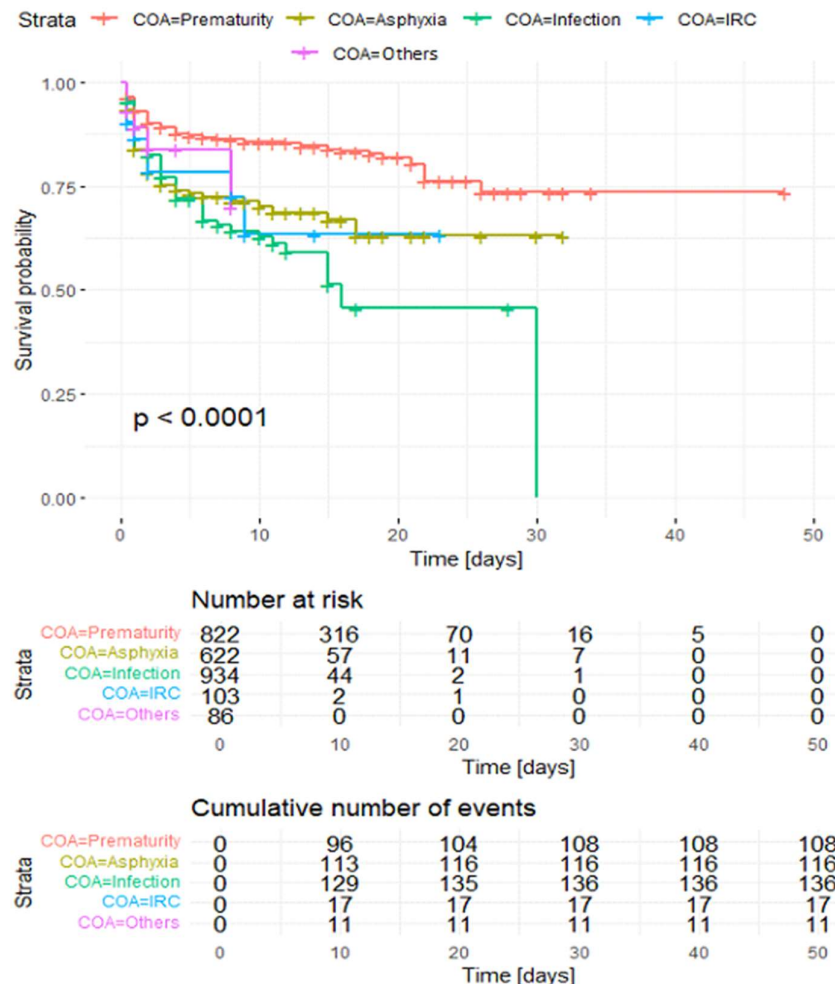 Strata COA=Prematurity COA=Asphyxia COA=Infection COA=IRC
COA=Others
1.00
0.75
0.50
0.25
0.00
Survival probability
p < 0.0001
0 10 20 30 40 50
Time [days]
Number at risk
Strata
COA=Prematurity 822 316 70 16 5 0
COA=Asphyxia 622 57 11 7 0 0
COA=Infection 934 44 2 1 0 0
COA=IRC 103 2 1 0 0 0
COA=Others 86 0 0 0 0 0
0 10 20 30 40 50
Time [days]
Cumulative number of events
Strata
COA=Prematurity 0 96 104 108 108 108
COA=Asphyxia 0 113 116 116 116 116
COA=Infection 0 129 135 136 136 136
COA=IRC 0 17 17 17 17 17
COA=Others 0 11 11 11 11 11
0 10 20 30 40 50
Time [days]